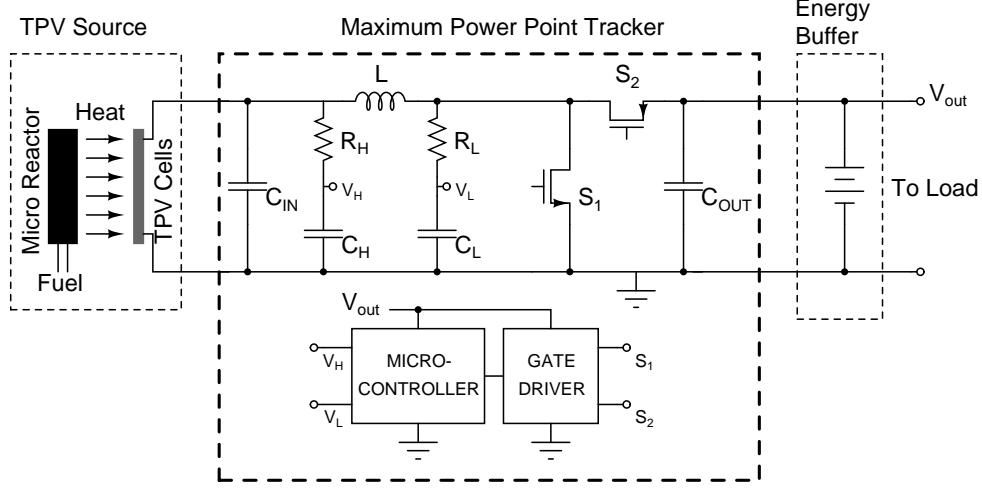 TPV Source
Maximum Power Point Tracker
Energy
Buffer
Micro Reactor
Heat
Fuel
TPV Cells
L
S2
RH
RL
VH
VL
CIN
CH
CL
S1
COUT
Vout
To Load
Vout
VH
VL
MICRO-
CONTROLLER
GATE
DRIVER
S1
S2